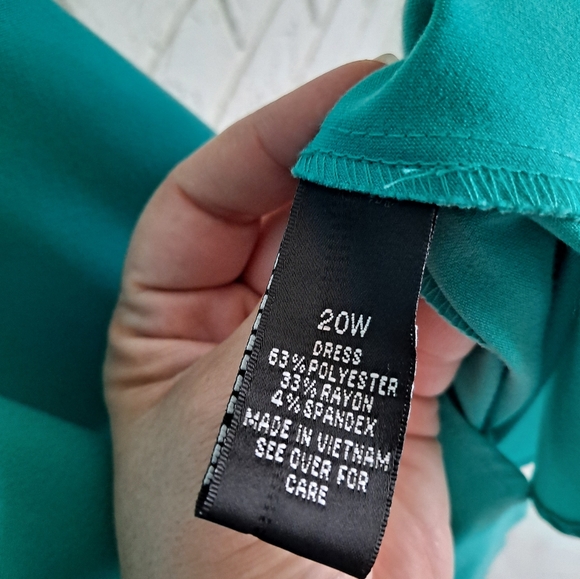 20W
DRESS
63% POLYESTER
33% RAYON
4% SPANDEX
MADE IN VIETNAM
SEE OVER FOR
CARE